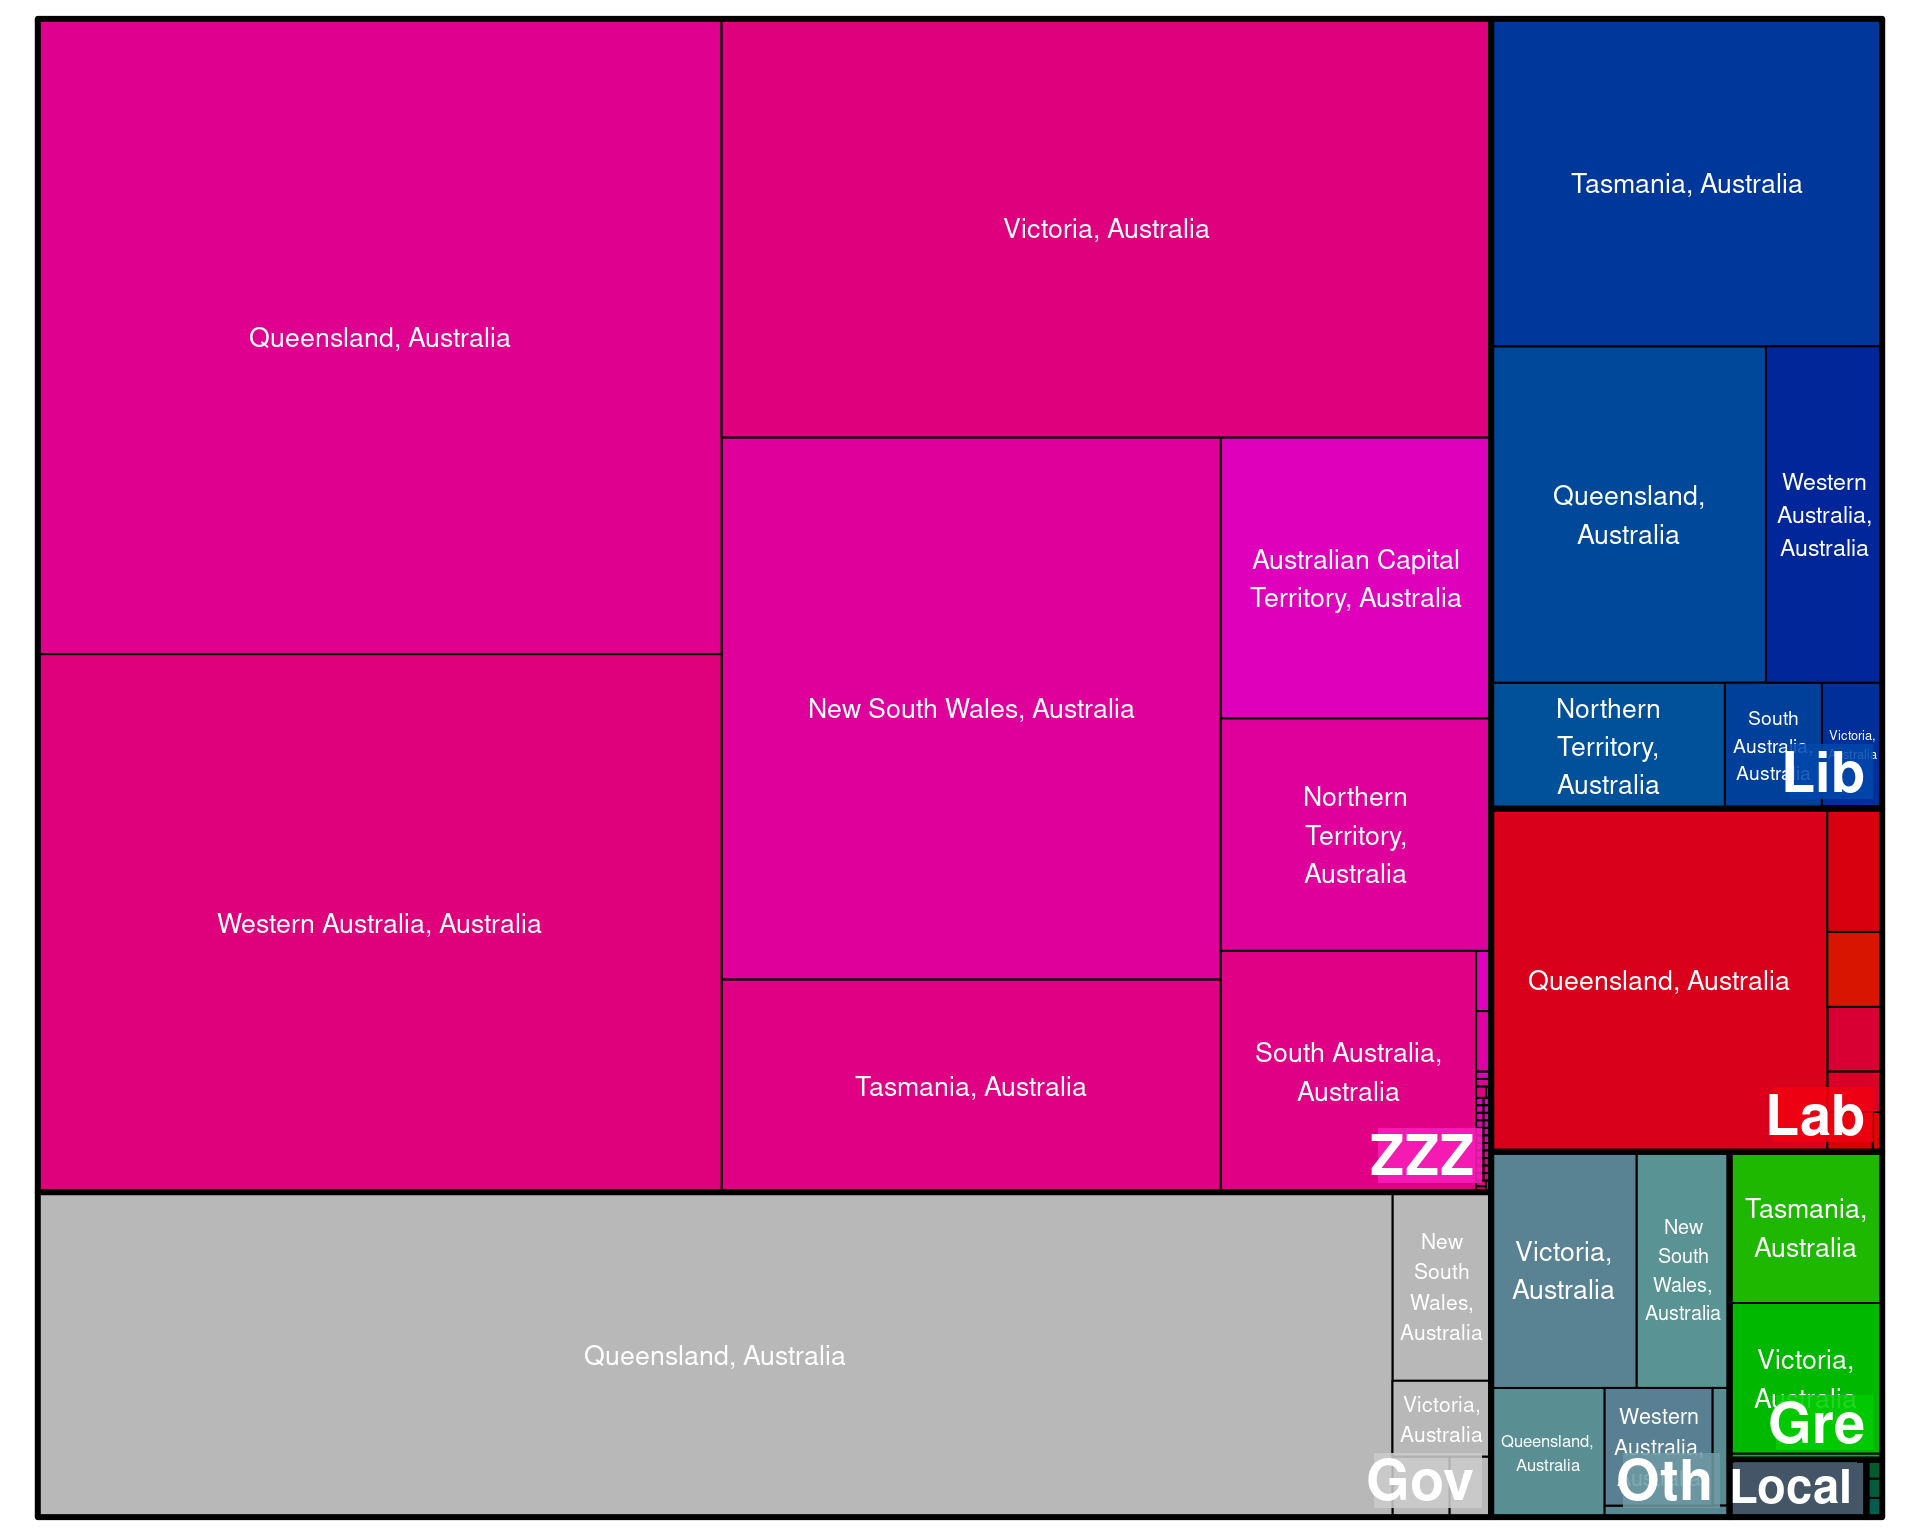 Queensland, Australia
Victoria, Australia
Western Australia, Australia
New South Wales, Australia
Australian Capital
Territory, Australia
Northern
Territory,
Australia
Tasmania, Australia
South Australia,
Australia
ZZZ
Queensland, Australia
New
South
Wales,
Australia
Victoria,
Australia
Gov
Tasmania, Australia
Queensland,
Australia
Western
Australia,
Australia
Northern
Territory,
Australia
South
Australia,
Australia
Victoria,
Australia
Lib
Queensland, Australia
Lab
Victoria,
Australia
New
South
Wales,
Australia
Queensland,
Australia
Western
Australia,
Australia
Oth
Tasmania,
Australia
Victoria,
Australia
Gre
Local